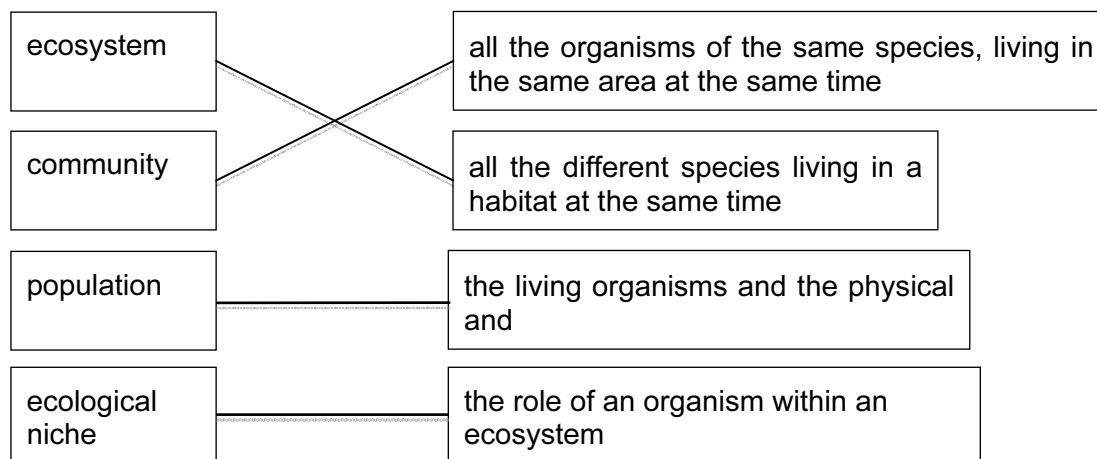 ecosystem
all the organisms of the same species, living in
the same area at the same time
community
all the different species living in a
habitat at the same time
population
the living organisms and the physical
and
ecological
niche
the role of an organism within an
ecosystem